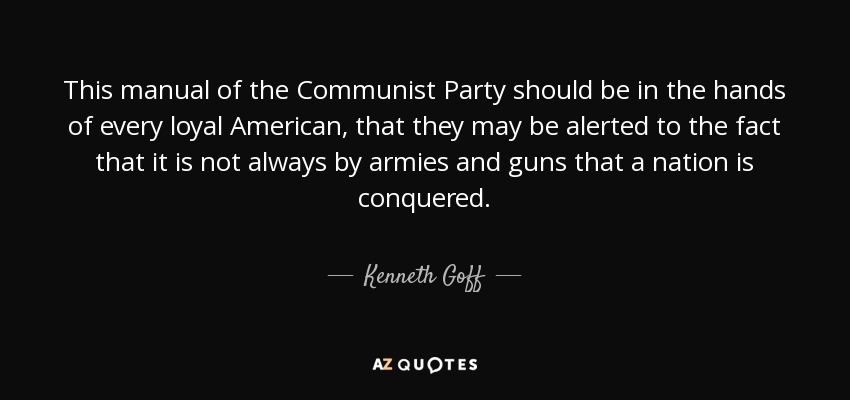 This manual of the Communist Party should be in the hands
of every loyal American, that they may be alerted to the fact
that it is not always by armies and guns that a nation is
conquered.
Kenneth Goff
AZ QUOTES